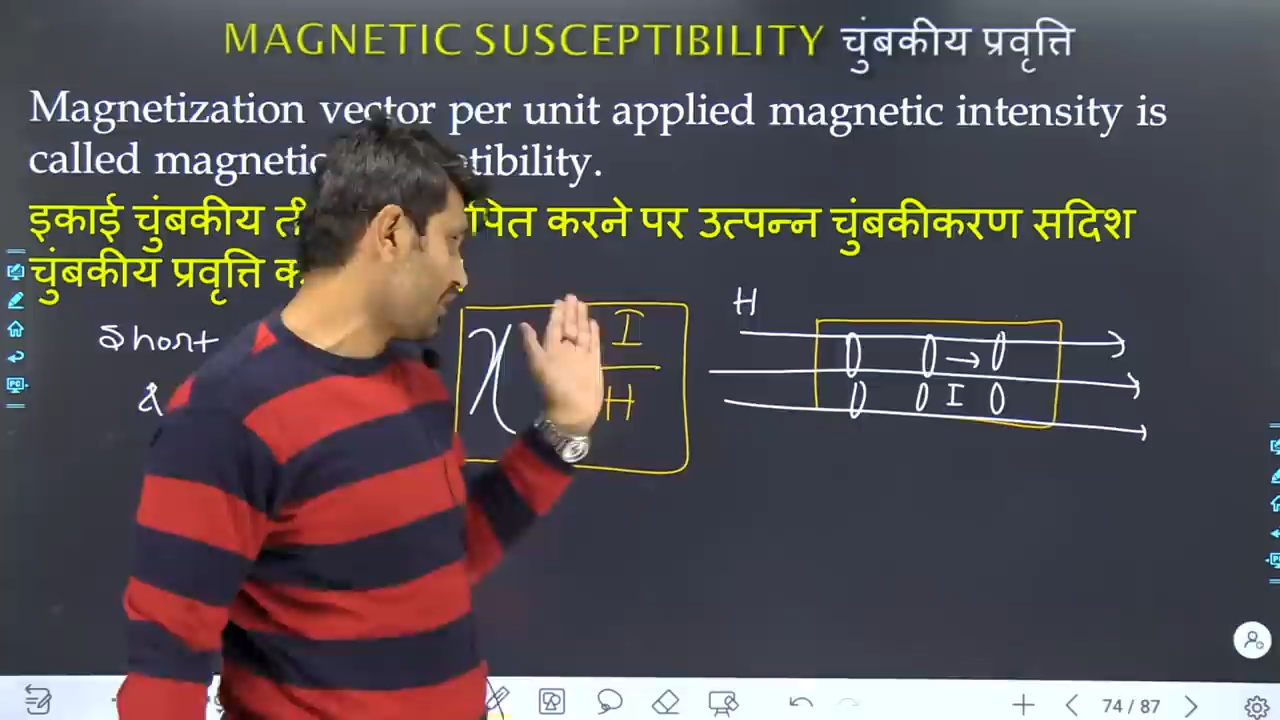 MAGNETIC SUSCEPTIBILITY चुंबकीय प्रवृत्ति
Magnetization vector per unit applied magnetic intensity is
called magnetic tibility.
इकाई चुंबकीय पित करने पर उत्पन्न चुंबकीकरण सदिश
चुंबकीय प्रवृत्ति
Short
&
χ I
H
H
I
74 / 87